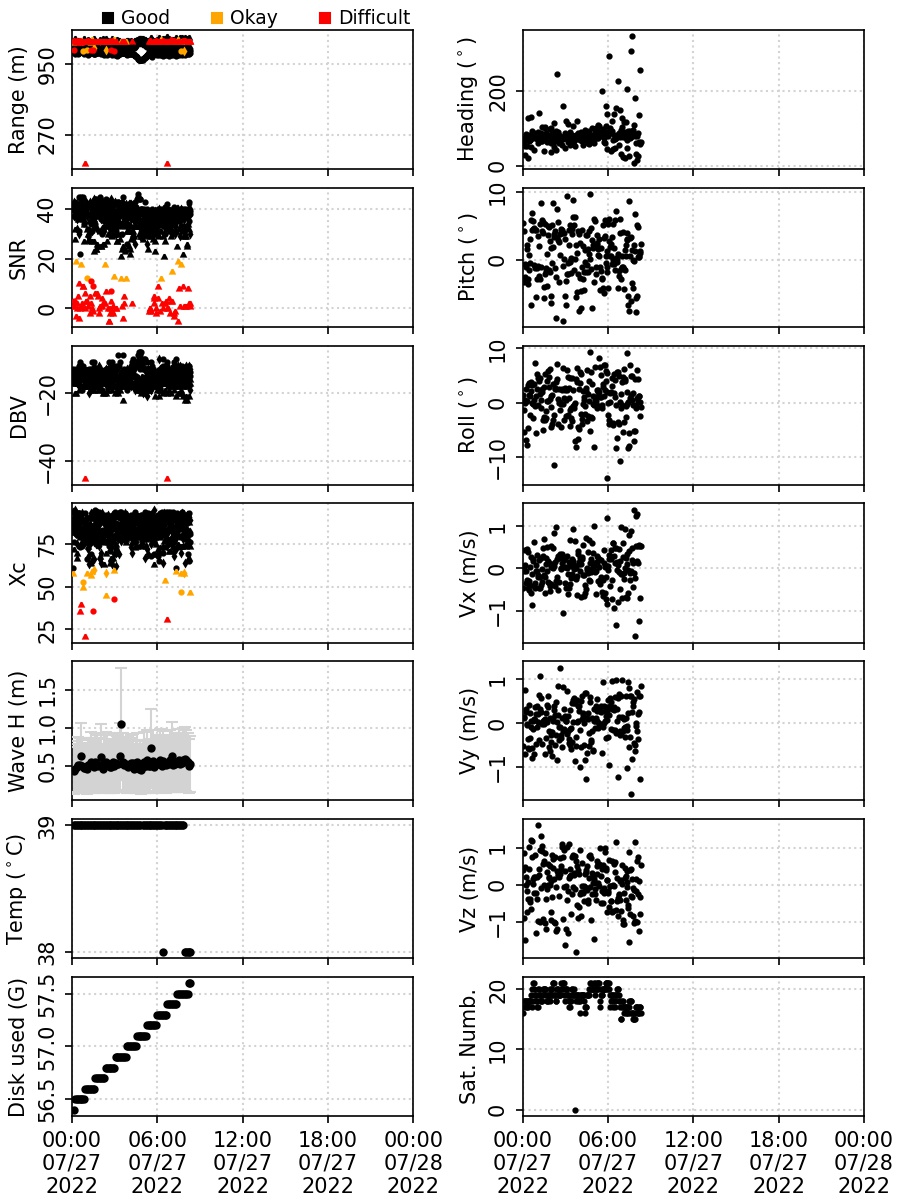 Good Okay Difficult
Range (m)
950
270
Heading (°)
200
0
SNR
40
20
0
Pitch (°)
10
0
DBV
−20
−40
Roll (°)
10
0
−10
Xc
75
50
25
Vx (m/s)
1
0
−1
Wave H (m)
1.5
1.0
0.5
Vy (m/s)
1
0
−1
Temp (°C)
39
38
Vz (m/s)
1
0
−1
Disk used (G)
57.5
57.0
56.5
Sat. Numb.
20
10
0
00:00 06:00 12:00 18:00 00:00
07/27 07/27 07/27 07/27 07/28
2022 2022 2022 2022 2022
00:00 06:00 12:00 18:00 00:00
07/27 07/27 07/27 07/27 07/28
2022 2022 2022 2022 2022